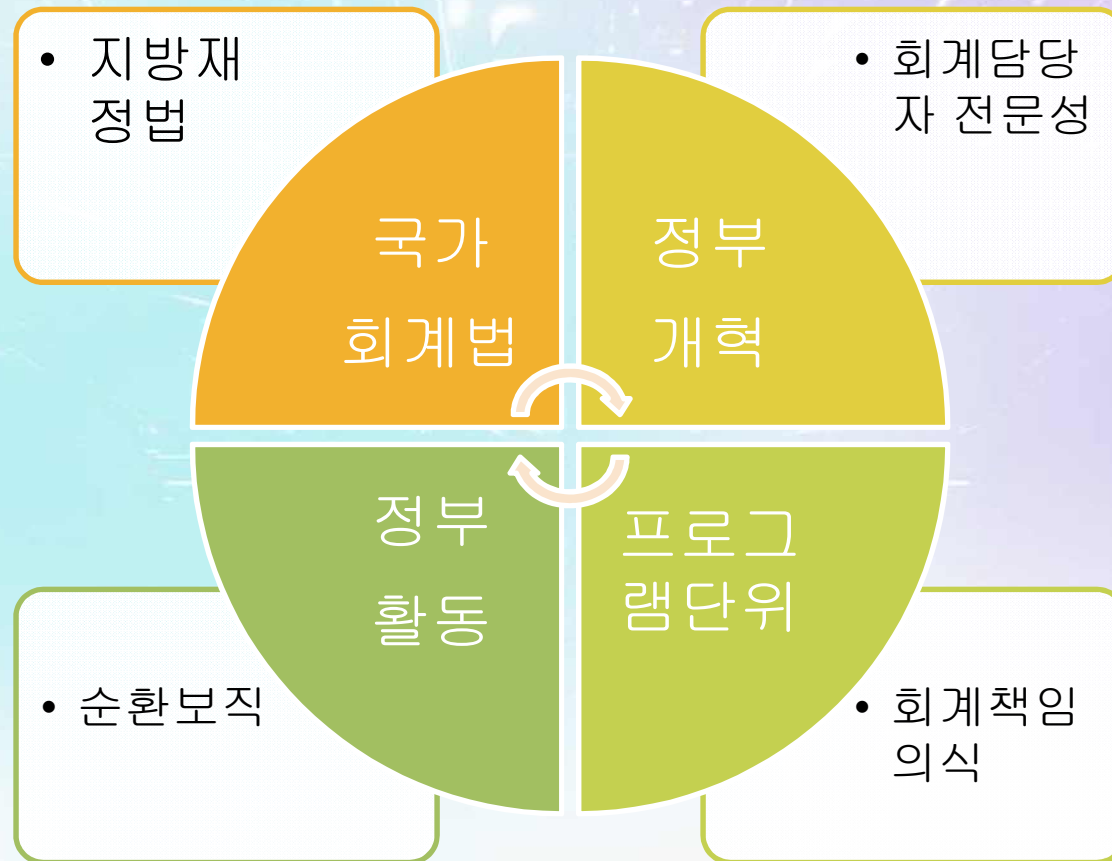 • 지방재
정법
• 회계담당
자 전문성
국가
회계법
정부
개혁
정부
활동
프로그
램단위
• 순환보직
• 회계책임
의식